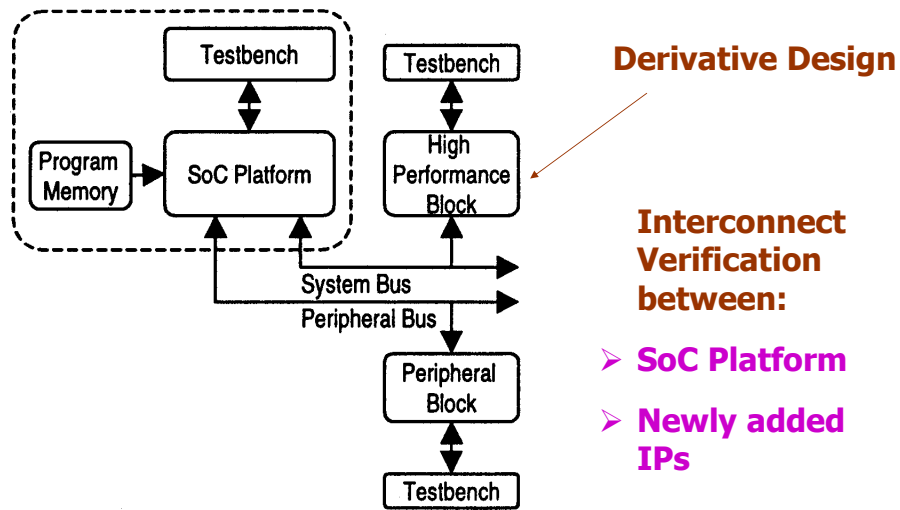 Testbench
Testbench
Derivative Design
Program
Memory
SoC Platform
High
Performance
Block
Interconnect
Verification
between:
System Bus
Peripheral Bus
➢ SoC Platform
➢ Newly added
IPs
Peripheral
Block
Testbench